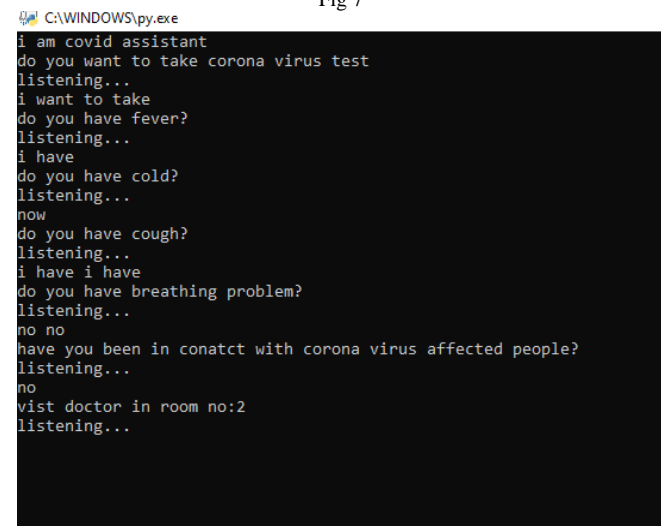 Fig 7
C:\WINDOWS\py.exe
i am covid assistant
do you want to take corona virus test
listening...
i want to take
do you have fever?
listening...
i have
do you have cold?
listening...
now
do you have cough?
listening...
i have i have
do you have breathing problem?
listening...
no no
have you been in conatct with corona virus affected people?
listening...
no
vist doctor in room no:2
listening...